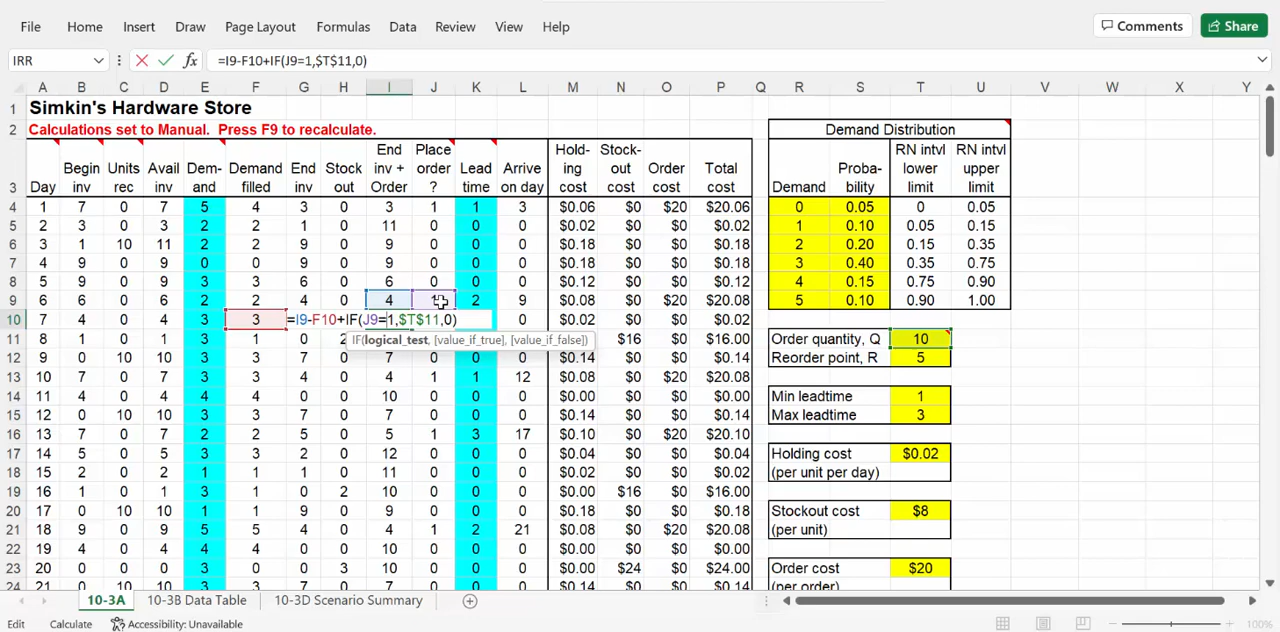 File Home Insert Draw Page Layout Formulas Data Review View Help Comments Share
IRR fx =I9-F10+IF(J9=1,$T$11,0)
A B C D E F G H I J K L M N O P Q R S T U V W X Y
1 Simkin's Hardware Store
2 Calculations set to Manual. Press F9 to recalculate. Demand Distribution
End Place Hold- Stock- RN intvl RN intvl
Begin Units Avail Dem- Demand End Stock inv + order Lead Arrive ing out Order Total Proba- lower upper
3 Day inv rec inv and filled inv out Order ? time on day cost cost cost cost Demand bility limit limit
4 1 7 0 7 5 4 3 0 3 1 1 3 $0.06 $0 $20 $20.06 0 0.05 0 0.05
5 2 3 0 3 2 2 1 0 11 0 0 0 $0.02 $0 $0 $0.02 1 0.10 0.05 0.15
6 3 1 10 11 2 2 9 0 9 0 0 0 $0.18 $0 $0 $0.18 2 0.20 0.15 0.35
7 4 9 0 9 0 0 9 0 9 0 0 0 $0.18 $0 $0 $0.18 3 0.40 0.35 0.75
8 5 9 0 9 3 3 6 0 6 0 0 0 $0.12 $0 $0 $0.12 4 0.15 0.75 0.90
9 6 6 0 6 2 2 4 0 4 2 9 $0.08 $0 $20 $20.08 5 0.10 0.90 1.00
10 7 4 0 4 3 3 =I9-F10+IF(J9=1,$T$11,0) 0 $0.02 $0 $0 $0.02
IF(logical_test, [value_if_true], [value_if_false])
11 8 1 0 1 3 1 0 0 $16 $0 $16.00 Order quantity, Q 10
12 9 0 10 10 3 3 7 0 7 0 0 0 $0.14 $0 $0 $0.14 Reorder point, R 5
13 10 7 0 7 3 3 4 0 4 1 1 12 $0.08 $0 $20 $20.08
14 11 4 0 4 4 4 0 0 10 0 0 0 $0.00 $0 $0 $0.00 Min leadtime 1
15 12 0 10 10 3 3 7 0 7 0 0 0 $0.14 $0 $0 $0.14 Max leadtime 3
16 13 7 0 7 2 2 5 0 5 1 3 17 $0.10 $0 $20 $20.10
17 14 5 0 5 3 3 2 0 12 0 0 0 $0.04 $0 $0 $0.04 Holding cost $0.02
18 15 2 0 2 1 1 1 0 11 0 0 0 $0.02 $0 $0 $0.02 (per unit per day)
19 16 1 0 1 3 1 0 2 10 0 0 0 $0.00 $16 $0 $16.00
20 17 0 10 10 1 1 9 0 9 0 0 0 $0.18 $0 $0 $0.18 Stockout cost $8
21 18 9 0 9 5 5 4 0 4 1 2 21 $0.08 $0 $20 $20.08 (per unit)
22 19 4 0 4 4 4 0 0 10 0 0 0 $0.00 $0 $0 $0.00
23 20 0 0 0 3 0 0 3 10 0 0 0 $0.00 $24 $0 $24.00 Order cost $20
24 21 0 10 10 3 3 7 0 7 0 0 0 $0.14 $0 $0 $0.14 (per order)
10-3A 10-3B Data Table 10-3D Scenario Summary
Edit Calculate Accessibility: Unavailable 100%